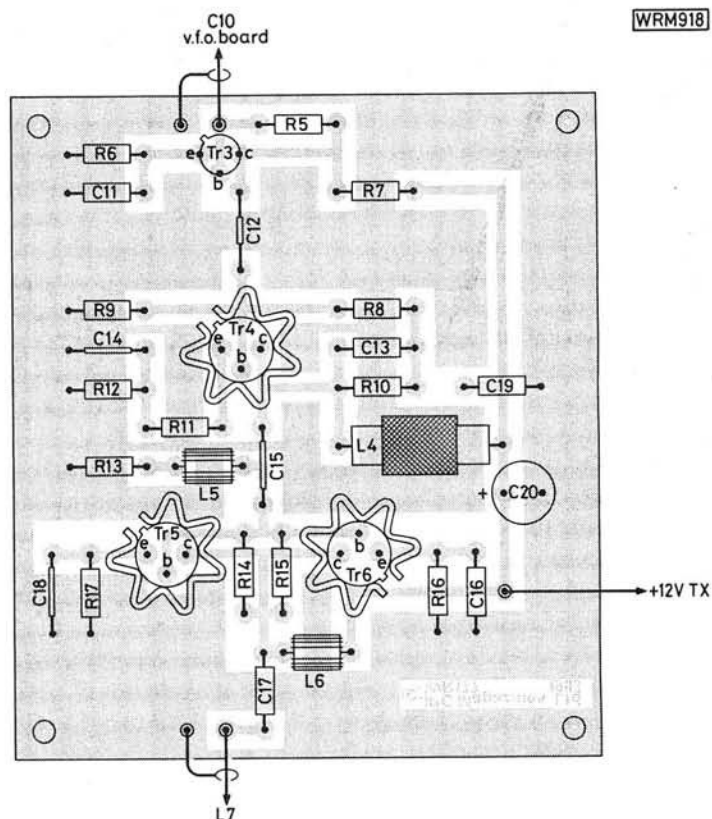 C10
v.f.o. board
WRM918
R5
R6
e Tr3 c
b
C11
R7
C12
R9
Tr4
e c
b
R8
C14
C13
R12
R10
C19
R11
L4
R13
L5
C15
+ C20
Tr5
e c
b
b
c e
Tr6
C18
R17
R14
R15
R16
C16
+12V TX
L6
C17
L7